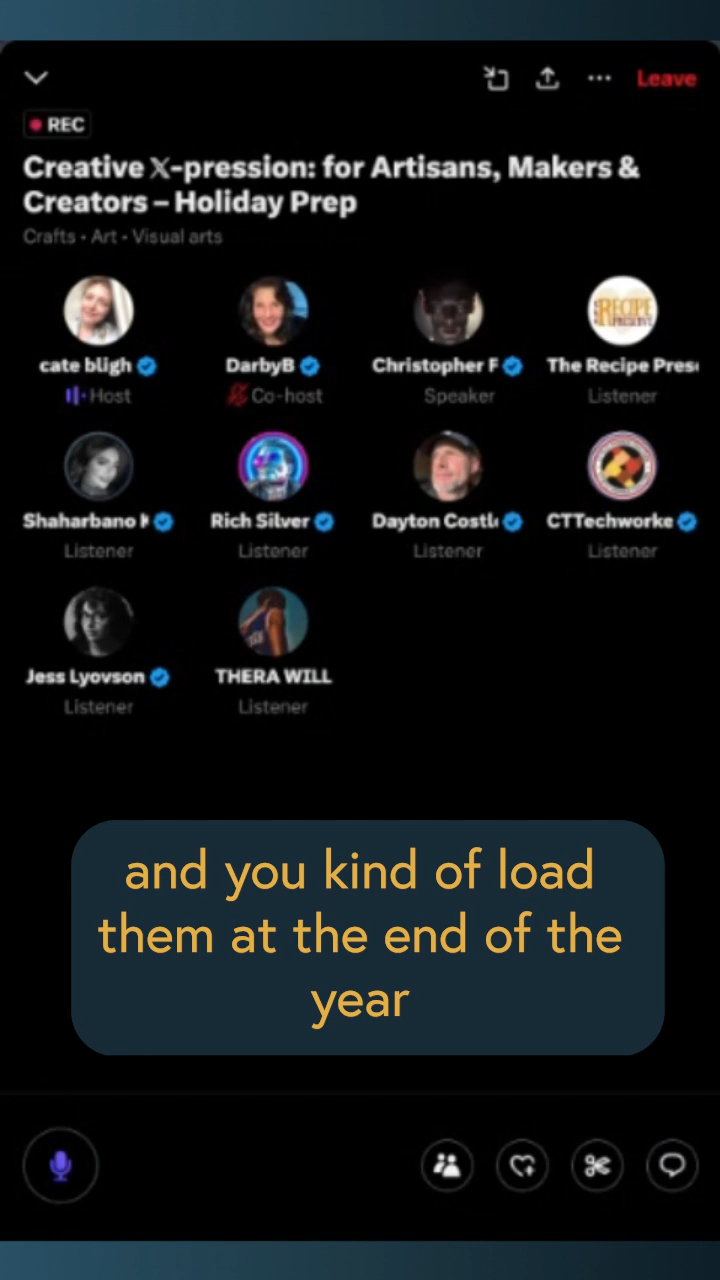 Leave
REC
Creative X-pression: for Artisans, Makers &
Creators – Holiday Prep
Crafts • Art • Visual arts
cate bligh DarbyB Christopher F The Recipe Pres
Host Co-host Speaker Listener
RECIPE
Shaharbano Rich Silver Dayton Costl CTTechworke
Listener Listener Listener Listener
Jess Lyovson THERA WILL
Listener Listener
and you kind of load
them at the end of the
year